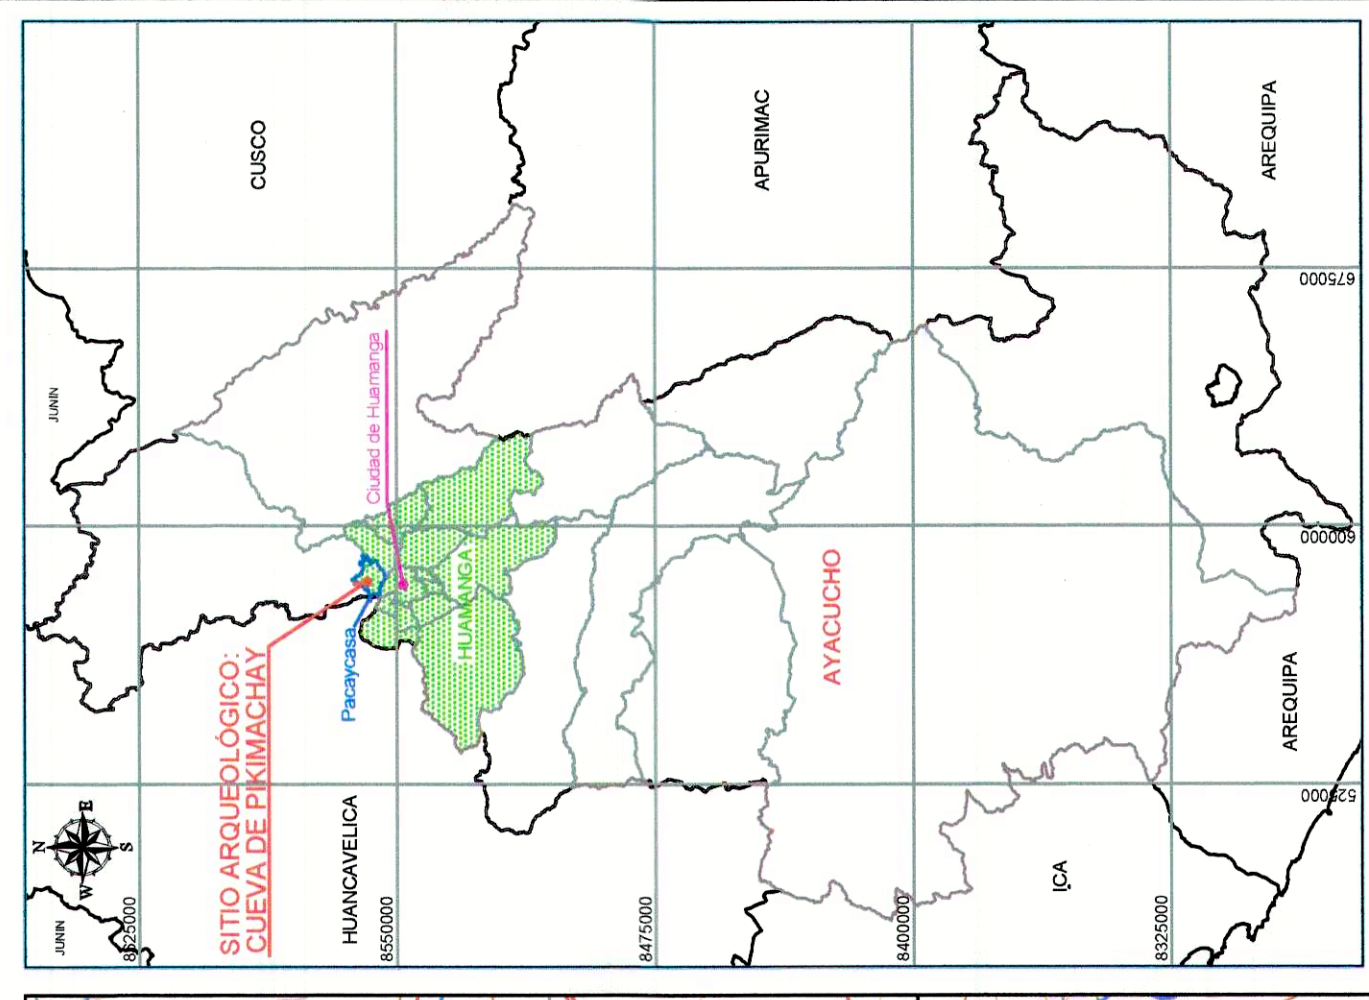 JUNIN
JUNIN
N
W
E
S
CUSCO
SITIO ARQUEOLÓGICO:
CUEVA DE PIKIMACHAY
Pacaycasa
Ciudad de Huamanga
HUANCAVELICA
HUAMANGA
APURIMAC
AYACUCHO
ICA
AREQUIPA
AREQUIPA
8625000
8550000
8475000
8400000
8325000
525000
600000
675000